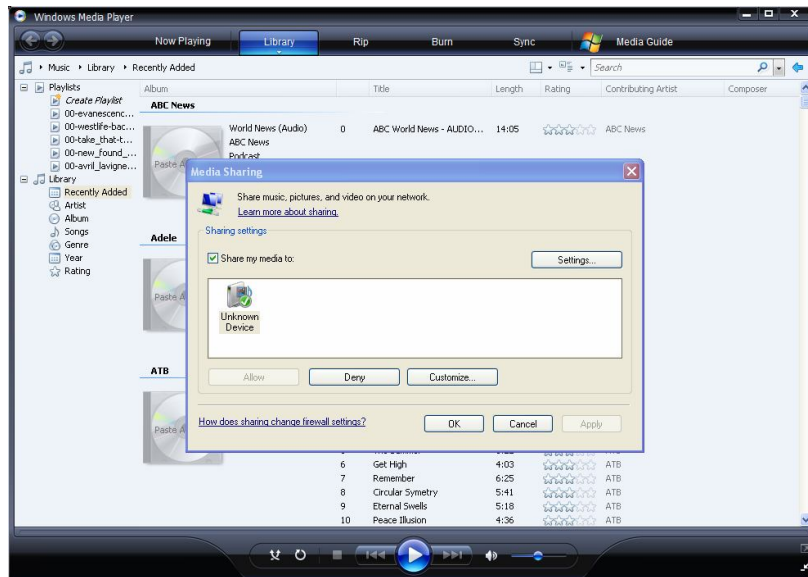 Windows Media Player
Now Playing Library Rip Burn Sync Media Guide
Music Library Recently Added Search
Playlists
Create Playlist
00-evanescenc...
00-westlife-bac...
00-take_that-t...
00-new_found_...
00-avril_lavigne...
Library
Recently Added
Artist
Album
Songs
Genre
Year
Rating
Album Title Length Rating Contributing Artist Composer
ABC News
World News (Audio) 0 ABC World News - AUDIO... 14:05 ABC News
ABC News
Podcast
Paste A
Adele
Paste A
ATB
Paste A
Media Sharing
Share music, pictures, and video on your network.
Learn more about sharing.
Sharing settings
Share my media to:
Settings...
Unknown
Device
Allow Deny Customize...
How does sharing change firewall settings? OK Cancel Apply
6 Get High 4:03 ATB
7 Remember 6:25 ATB
8 Circular Symetry 5:41 ATB
9 Eternal Swells 5:18 ATB
10 Peace Illusion 4:36 ATB